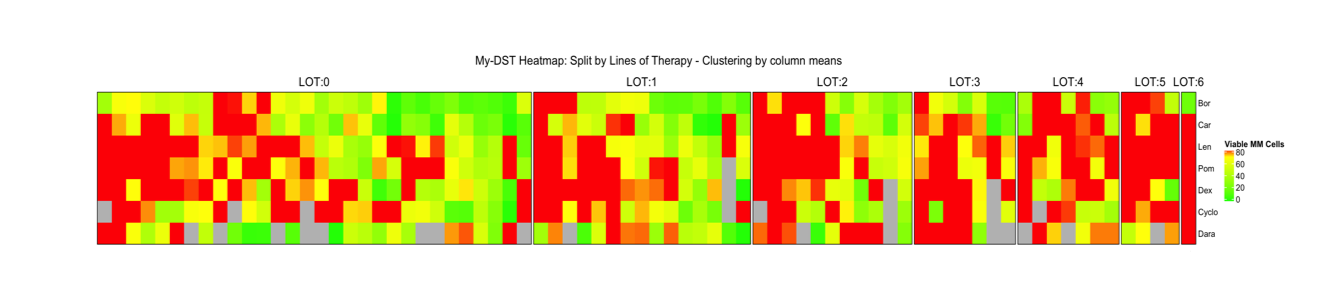 My-DST Heatmap: Split by Lines of Therapy - Clustering by column means
LOT:0 LOT:1 LOT:2 LOT:3 LOT:4 LOT:5 LOT:6
Bor
Car
Len
Pom
Dex
Cyclo
Dara
Viable MM Cells
80
60
40
20
0